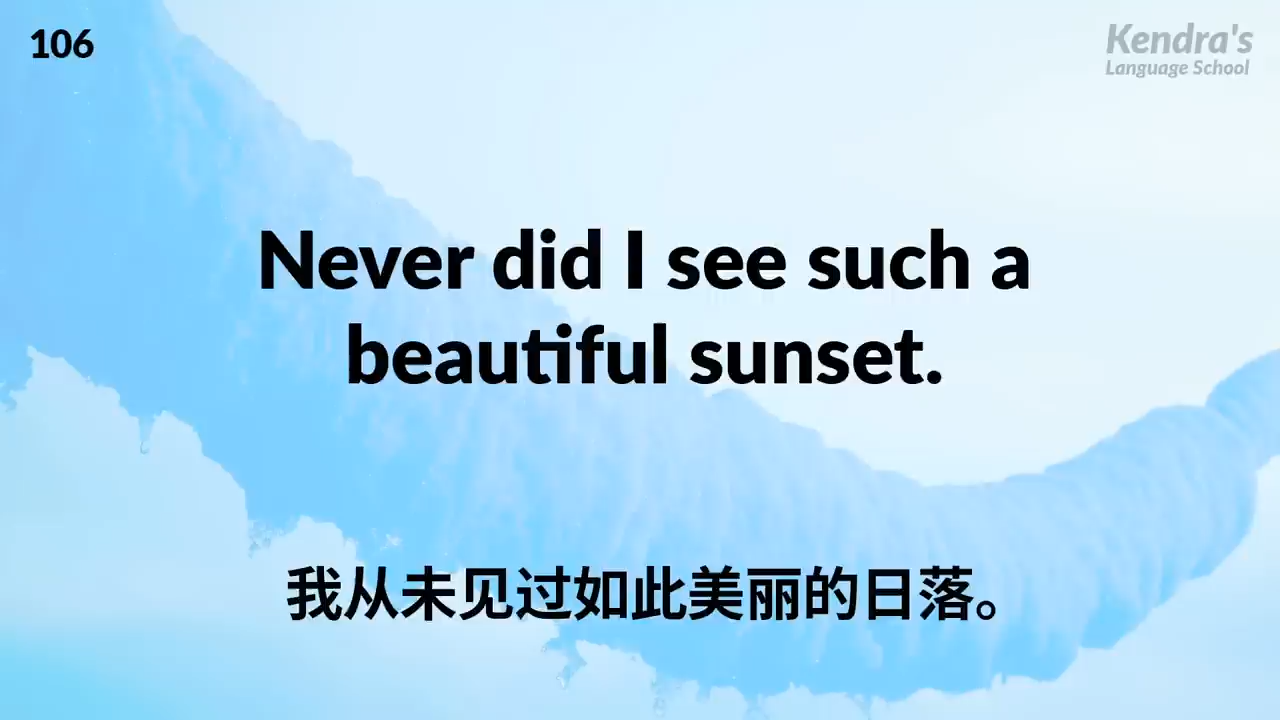 106
Kendra's
Language School
Never did I see such a
beautiful sunset.
我从未见过如此美丽的日落。